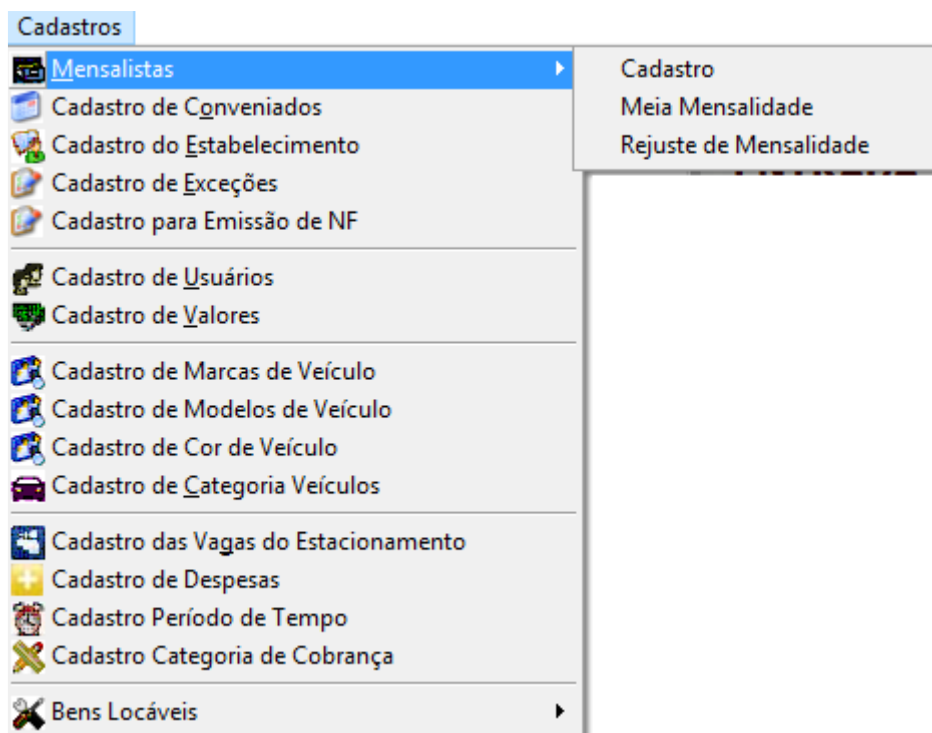 Cadastros
Mensalistas
Cadastro
Meia Mensalidade
Rejuste de Mensalidade
Cadastro de Conveniados
Cadastro do Estabelecimento
Cadastro de Exceções
Cadastro para Emissão de NF
Cadastro de Usuários
Cadastro de Valores
Cadastro de Marcas de Veículo
Cadastro de Modelos de Veículo
Cadastro de Cor de Veículo
Cadastro de Categoria Veículos
Cadastro das Vagas do Estacionamento
Cadastro de Despesas
Cadastro Período de Tempo
Cadastro Categoria de Cobrança
Bens Locáveis